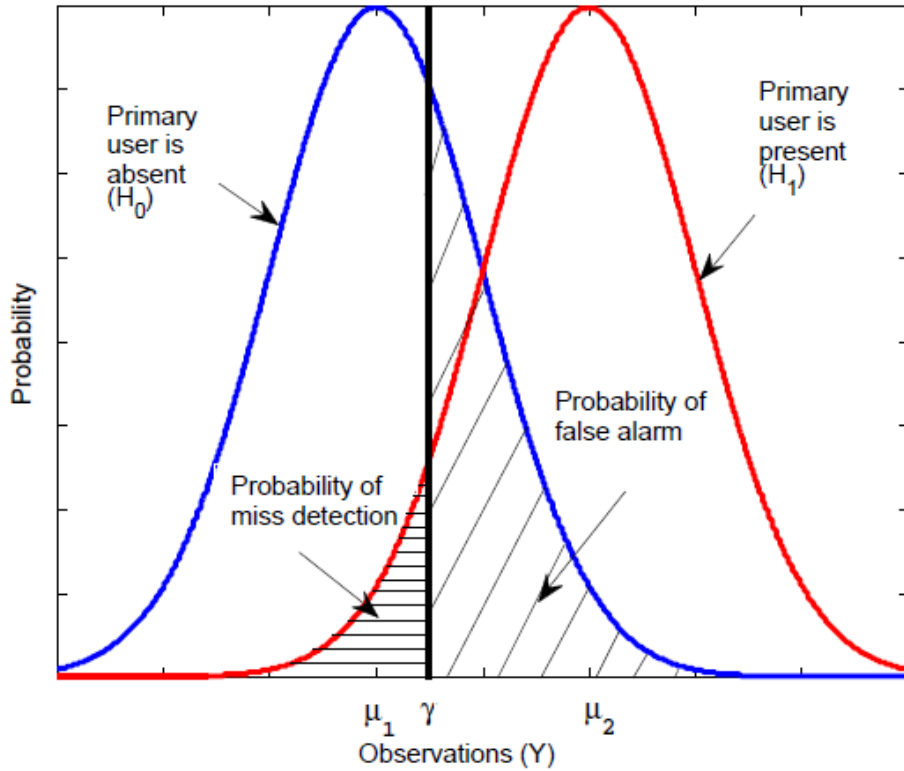 Primary
user is
absent
(H₀)
Primary
user is
present
(H₁)
Probability
Probability of
false alarm
Probability of
miss detection
μ₁ γ μ₂
Observations (Y)